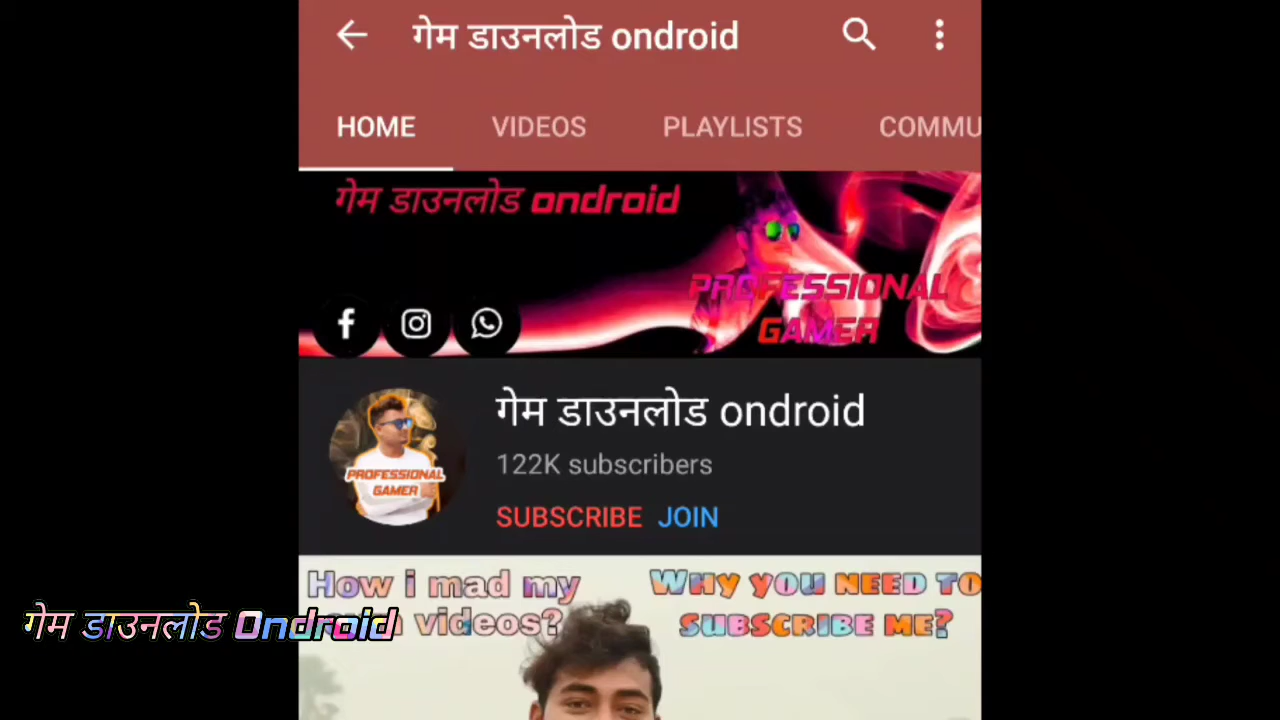 गेम डाउनलोड ondroid
HOME VIDEOS PLAYLISTS COMMU
गेम डाउनलोड ondroid
PROFESSIONAL
GAMER
गेम डाउनलोड ondroid
122K subscribers
SUBSCRIBE JOIN
PROFESSIONAL
GAMER
How i mad my
videos?
WHY YOU NEED TO
SUBSCRIBE ME?
गेम डाउनलोड Ondroid